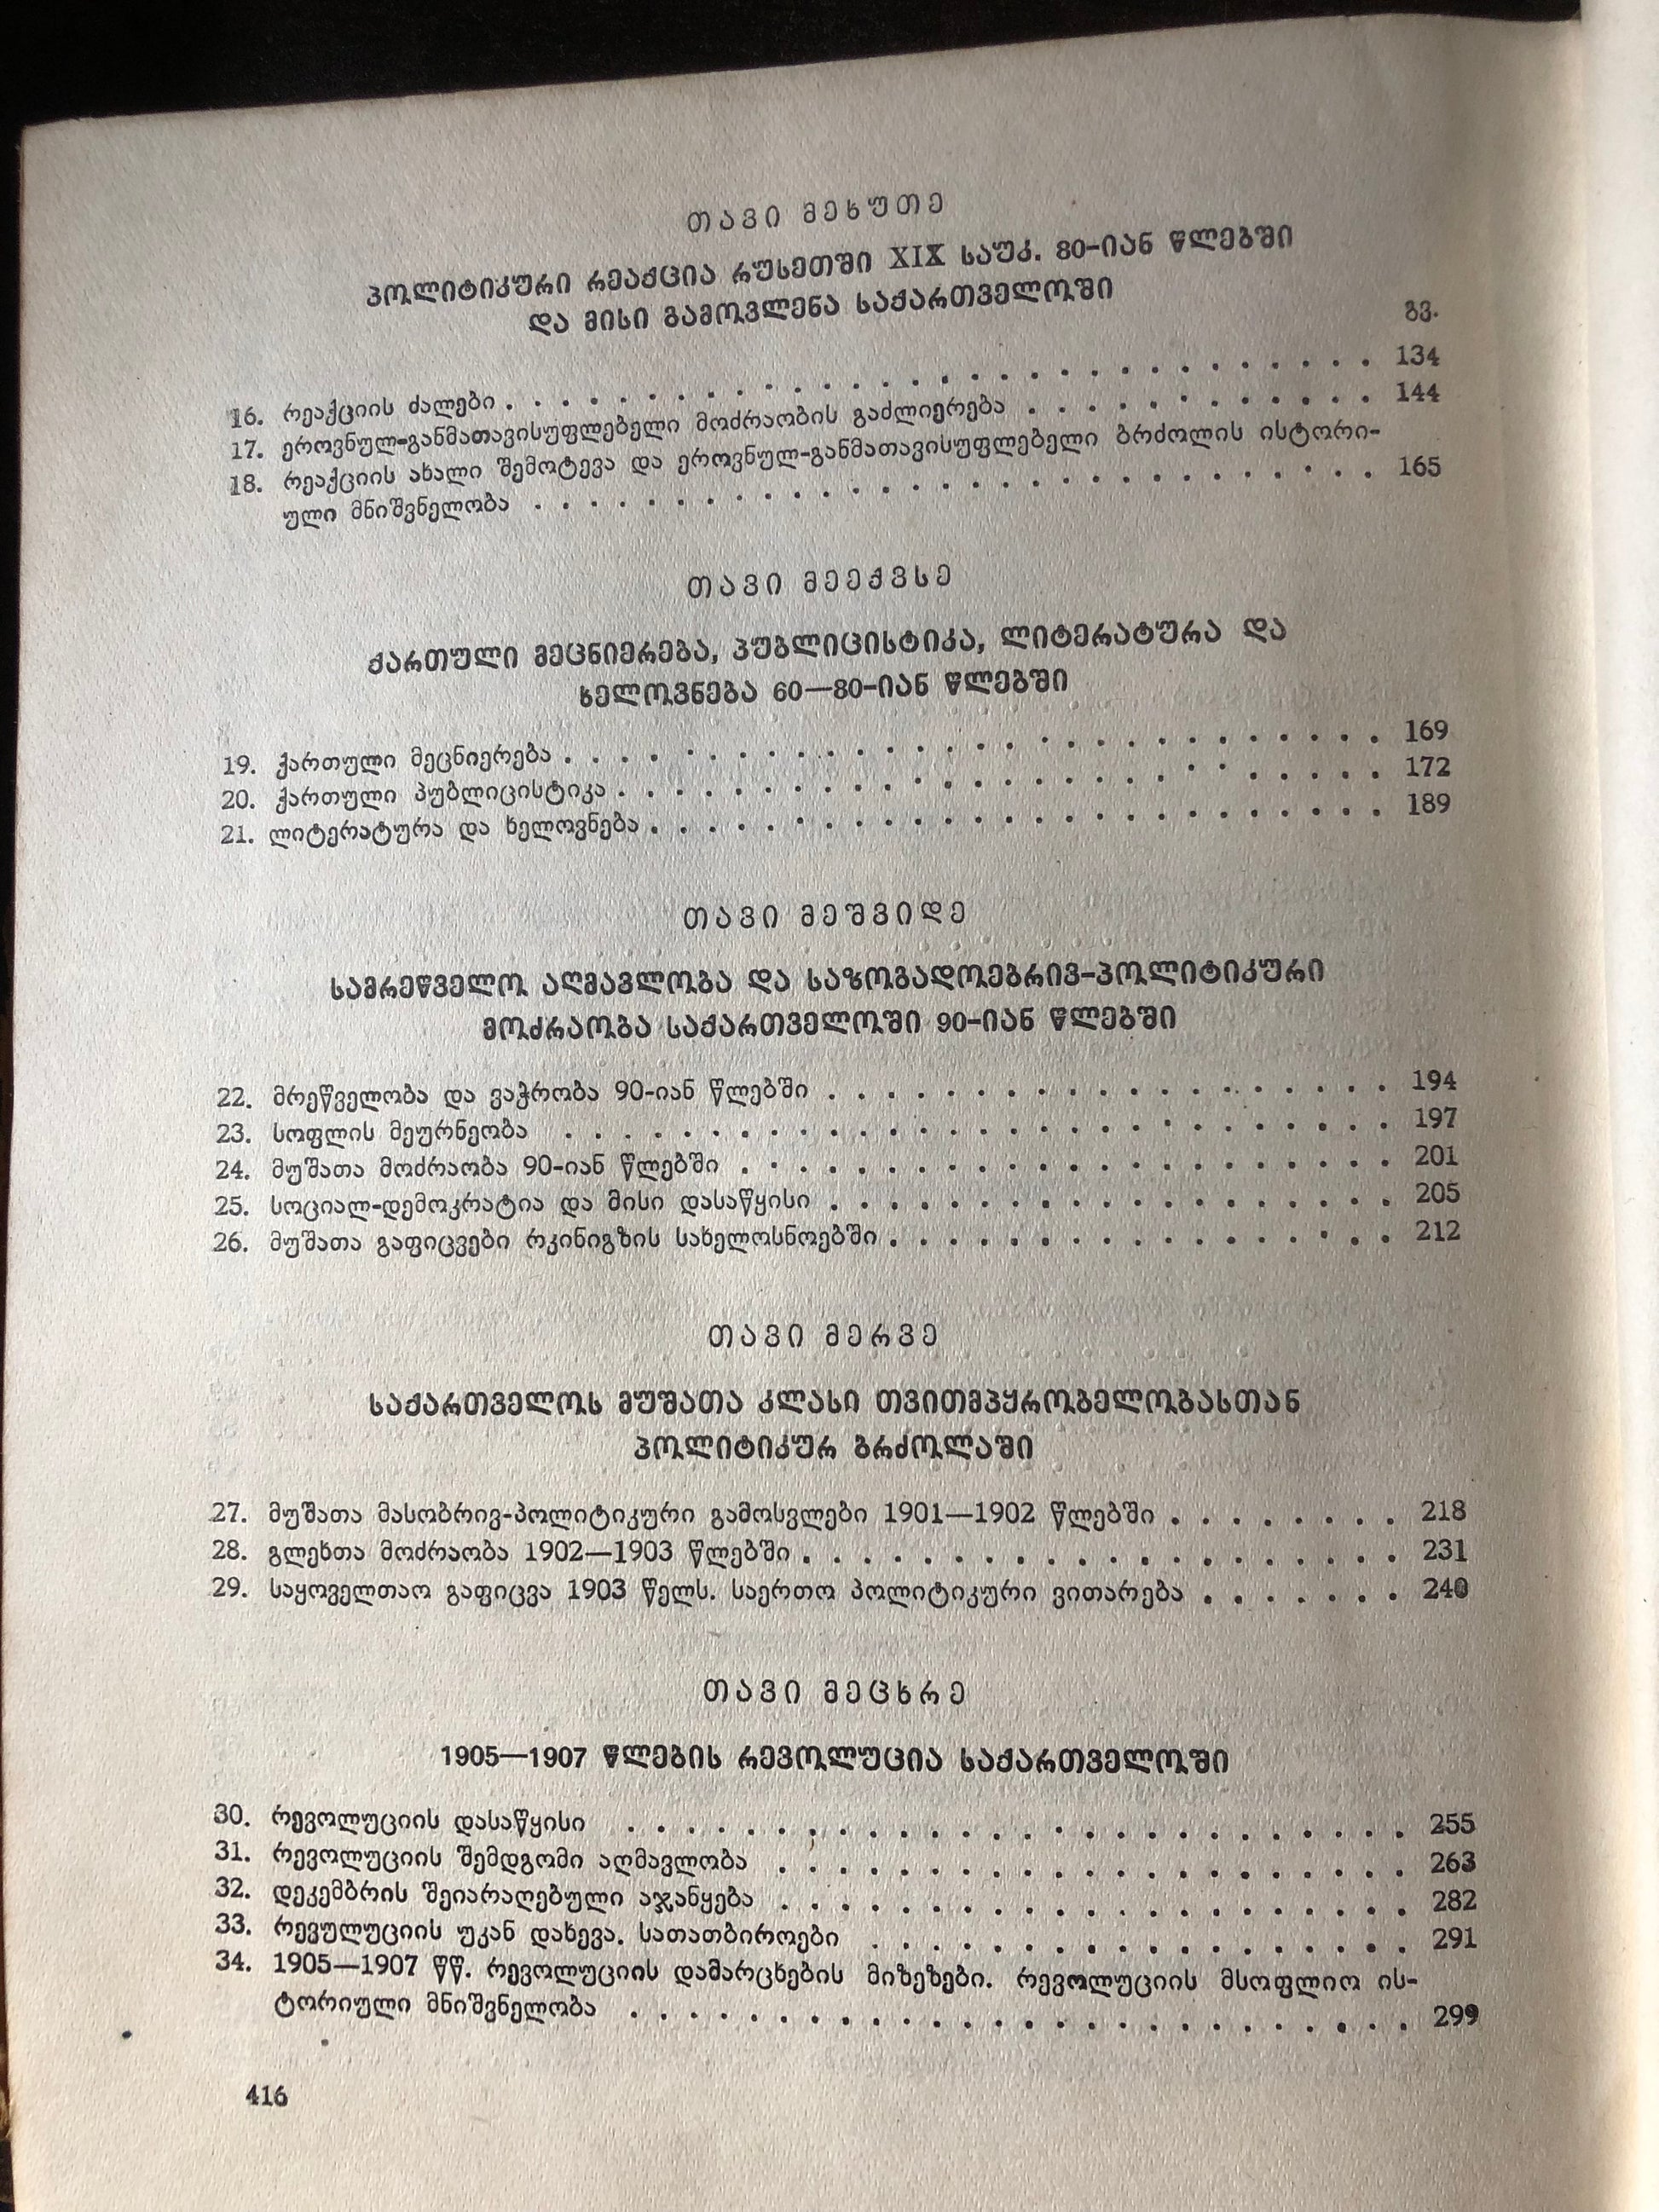 თავი მეხუთე
პოლიტიკური რეაქცია რუსეთში XIX საუკ. 80-იან წლებში
და მისი გამოვლენა საქართველოში
გვ.
16. რეაქციის ძალები . . . . . . . . . . . . . . . . . . . . . . . . . . . . . . 134
17. ეროვნულ-განმათავისუფლებელი მოძრაობის გაძლიერება . . . . . . . . . . . . 144
18. რეაქციის ახალი შემოტევა და ეროვნულ-განმათავისუფლებელი ბრძოლის ისტორი-
ული მნიშვნელობა . . . . . . . . . . . . . . . . . . . . . . . . . . . . . 165
თავი მეექვსე
ქართული მეცნიერება, პუბლიცისტიკა, ლიტერატურა და
ხელოვნება 60—80-იან წლებში
19. ქართული მეცნიერება . . . . . . . . . . . . . . . . . . . . . . . . . . . . 169
20. ქართული პუბლიცისტიკა . . . . . . . . . . . . . . . . . . . . . . . . . . 172
21. ლიტერატურა და ხელოვნება . . . . . . . . . . . . . . . . . . . . . . . . . 189
თავი მეშვიდე
სამრეწველო აღმავლობა და საზოგადოებრივ-პოლიტიკური
მოძრაობა საქართველოში 90-იან წლებში
22. მრეწველობა და ვაჭრობა 90-იან წლებში . . . . . . . . . . . . . . . . . . . . 194
23. სოფლის მეურნეობა . . . . . . . . . . . . . . . . . . . . . . . . . . . . 197
24. მუშათა მოძრაობა 90-იან წლებში . . . . . . . . . . . . . . . . . . . . . . 201
25. სოციალ-დემოკრატია და მისი დასაწყისი . . . . . . . . . . . . . . . . . . . 205
26. მუშათა გაფიცვები რკინიგზის სახელოსნოებში . . . . . . . . . . . . . . . . . . 212
თავი მერვე
საქართველოს მუშათა კლასი თვითმპყრობელობასთან
პოლიტიკურ ბრძოლაში
27. მუშათა მასობრივ-პოლიტიკური გამოსვლები 1901—1902 წლებში . . . . . . . . 218
28. გლეხთა მოძრაობა 1902—1903 წლებში . . . . . . . . . . . . . . . . . . . . . 231
29. საყოველთაო გაფიცვა 1903 წელს. საერთო პოლიტიკური ვითარება . . . . . . . 240
თავი მეცხრე
1905—1907 წლების რევოლუცია საქართველოში
30. რევოლუციის დასაწყისი . . . . . . . . . . . . . . . . . . . . . . . . . . . 255
31. რევოლუციის შემდგომი აღმავლობა . . . . . . . . . . . . . . . . . . . . . . 263
32. დეკემბრის შეიარაღებული აჯანყება . . . . . . . . . . . . . . . . . . . . . . 282
33. რევულუციის უკან დახევა. სათათბიროები . . . . . . . . . . . . . . . . . . . 291
34. 1905—1907 წწ. რევოლუციის დამარცხების მიზეზები. რევოლუციის მსოფლიო ის-
ტორიული მნიშვნელობა . . . . . . . . . . . . . . . . . . . . . . . . . . . 299
416